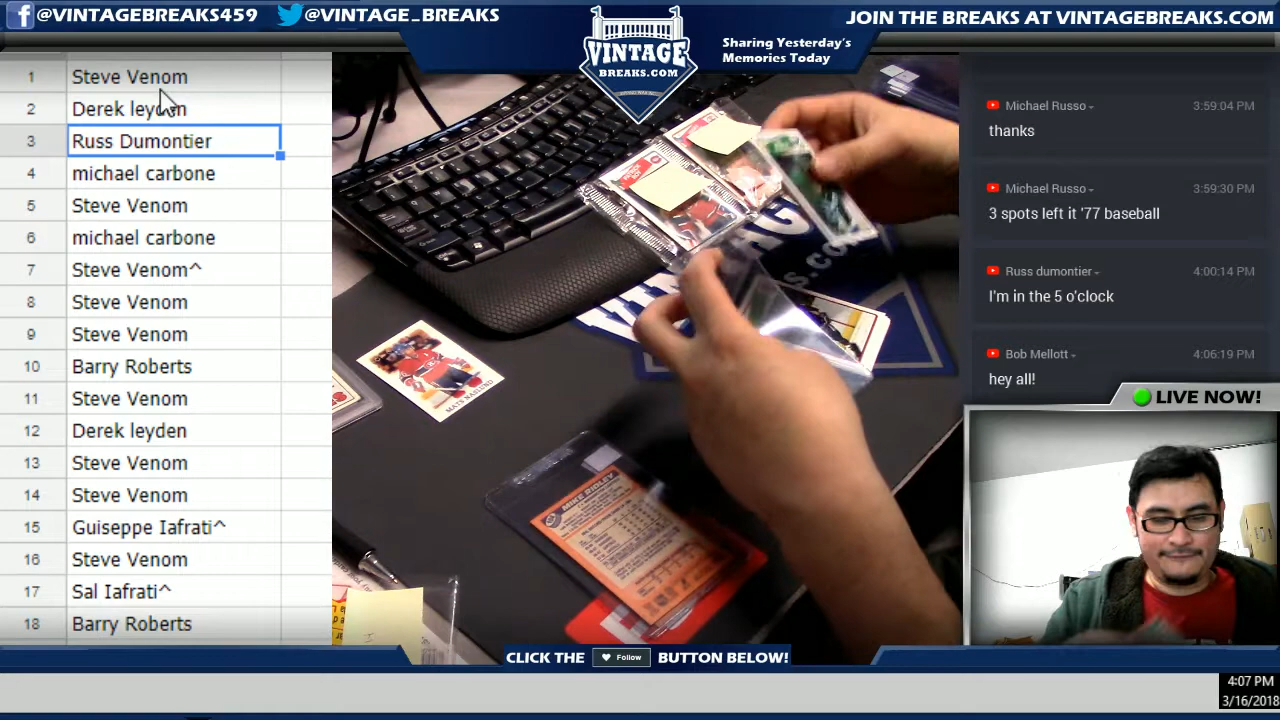 @VINTAGEBREAKS459
@VINTAGE_BREAKS
JOIN THE BREAKS AT VINTAGEBREAKS.COM
VINTAGE
BREAKS.COM
Sharing Yesterday's
Memories Today
1 Steve Venom
2 Derek leyden
3 Russ Dumontier
4 michael carbone
5 Steve Venom
6 michael carbone
7 Steve Venom^
8 Steve Venom
9 Steve Venom
10 Barry Roberts
11 Steve Venom
12 Derek leyden
13 Steve Venom
14 Steve Venom
15 Guiseppe Iafrati^
16 Steve Venom
17 Sal Iafrati^
18 Barry Roberts
MATS NASLUND
MIKE RIDLEY
Michael Russo 3:59:04 PM
thanks
Michael Russo 3:59:30 PM
3 spots left it '77 baseball
Russ dumontier 4:00:14 PM
I'm in the 5 o'clock
Bob Mellott 4:06:19 PM
hey all!
LIVE NOW!
CLICK THE Follow BUTTON BELOW!
4:07 PM
3/16/2018